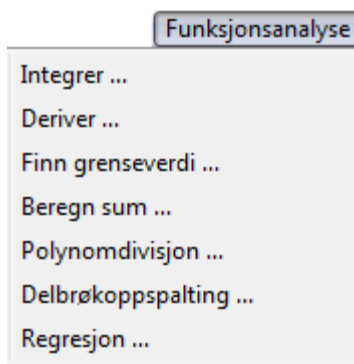 Funksjonsanalyse
Integrer ...
Deriver ...
Finn grenseverdi ...
Beregn sum ...
Polynomdivisjon ...
Delbrøkoppspalting ...
Regresjon ...